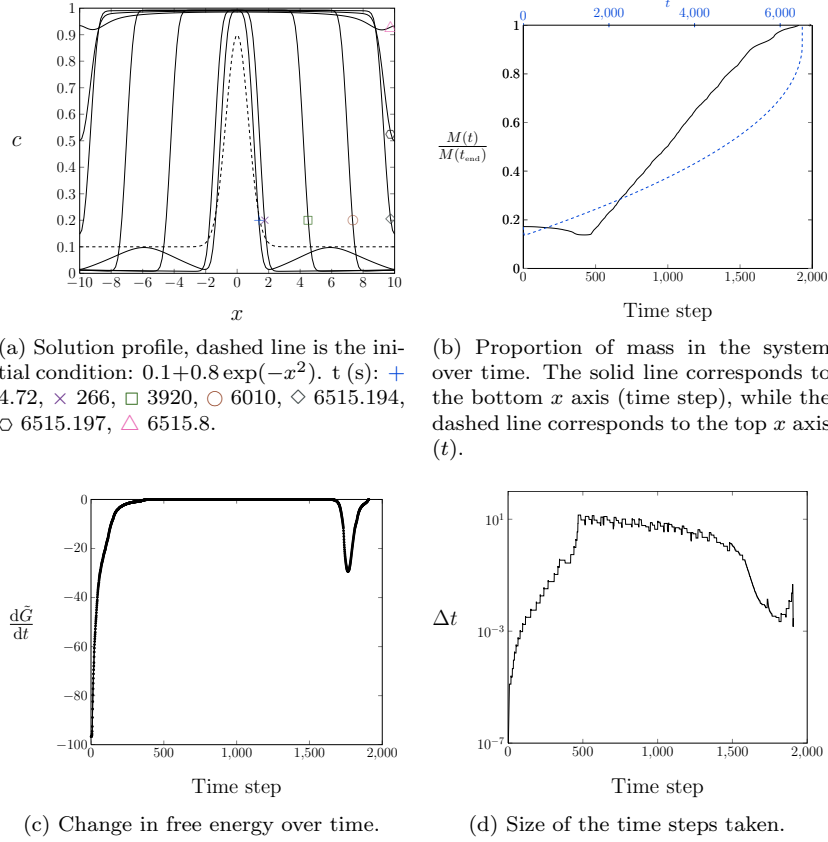 1
0.9
0.8
0.7
0.6
0.5
0.4
0.3
0.2
0.1
0
c
−10
−8
−6
−4
−2
0
2
4
6
8
10
x
(a) Solution profile, dashed line is the ini-
tial condition: 0.1+0.8 exp(−x²). t (s): +
4.72, × 266, □ 3920, ○ 6010, ◇ 6515.194,
6515.197, △ 6515.8.
t
0
2,000
4,000
6,000
1
0.8
0.6
0.4
0.2
0
M(t)
M(t_end)
0
500
1,000
1,500
2,000
Time step
(b) Proportion of mass in the system
over time. The solid line corresponds to
the bottom x axis (time step), while the
dashed line corresponds to the top x axis
(t).
0
−20
−40
−60
−80
−100
dG̃
dt
0
500
1,000
1,500
2,000
Time step
(c) Change in free energy over time.
10¹
10⁻³
10⁻⁷
Δt
0
500
1,000
1,500
2,000
Time step
(d) Size of the time steps taken.